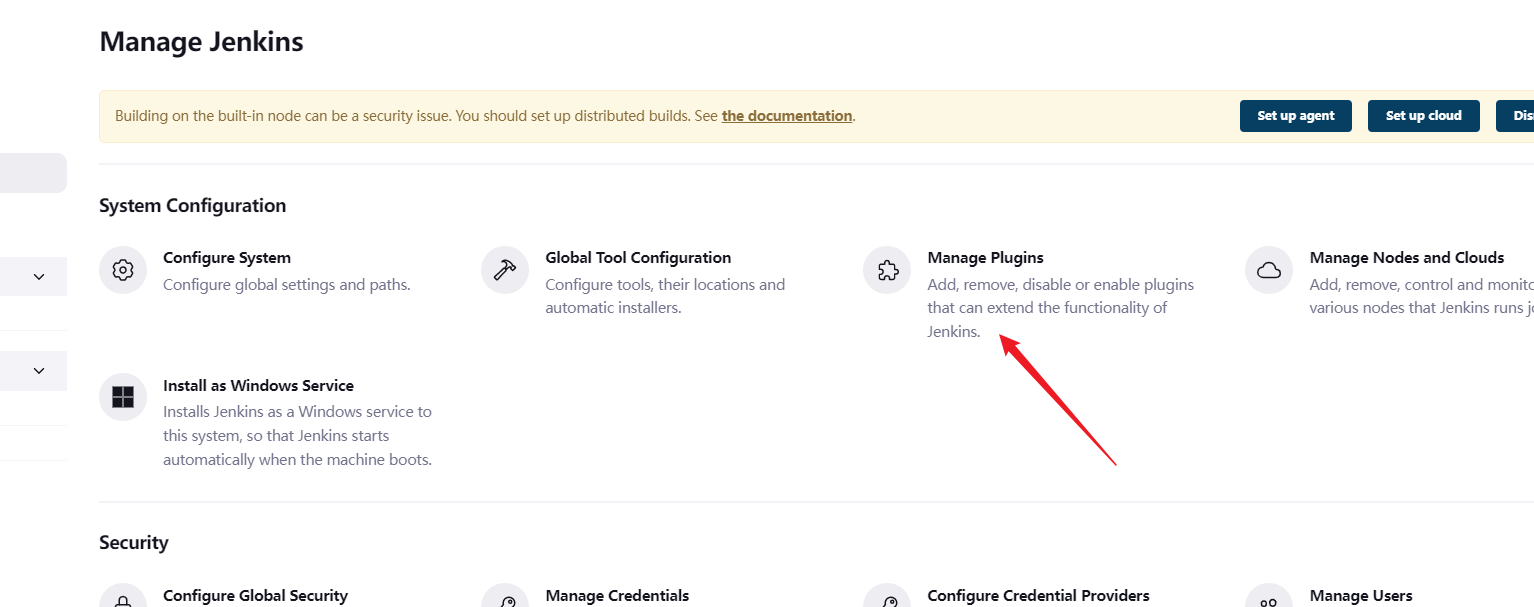 Manage Jenkins
Building on the built-in node can be a security issue. You should set up distributed builds. See the documentation.
Set up agent
Set up cloud
System Configuration
Configure System
Configure global settings and paths.
Global Tool Configuration
Configure tools, their locations and
automatic installers.
Manage Plugins
Add, remove, disable or enable plugins
that can extend the functionality of
Jenkins.
Manage Nodes and Clouds
Add, remove, control and
various nodes that Jenkins runs
Install as Windows Service
Installs Jenkins as a Windows service to
this system, so that Jenkins starts
automatically when the machine boots.
Security
Configure Global Security
Manage Credentials
Configure Credential Providers
Manage Users